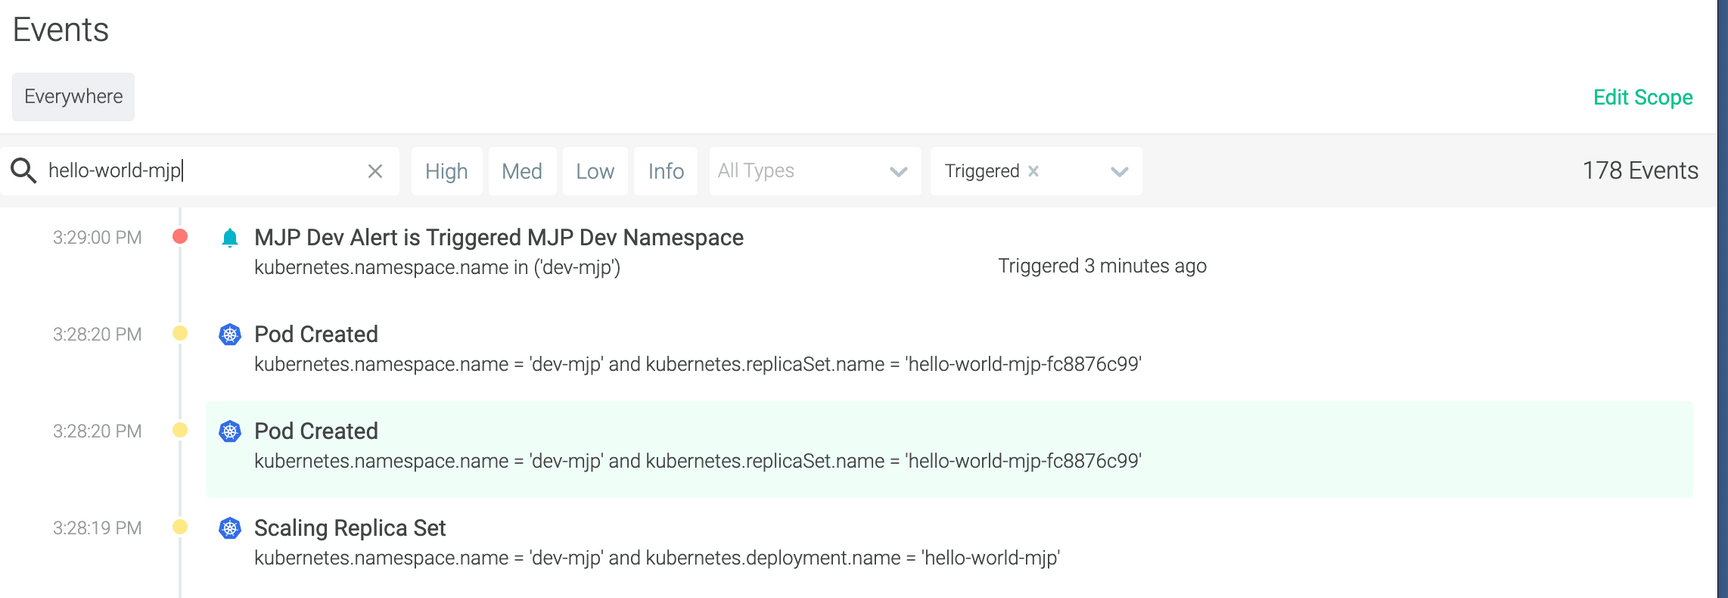 Events
Everywhere
Edit Scope
hello-world-mjp
High
Med
Low
Info
All Types
Triggered
178 Events
3:29:00 PM
MJP Dev Alert is Triggered MJP Dev Namespace
kubernetes.namespace.name in ('dev-mjp')
Triggered 3 minutes ago
3:28:20 PM
Pod Created
kubernetes.namespace.name = 'dev-mjp' and kubernetes.replicaSet.name = 'hello-world-mjp-fc8876c99'
3:28:20 PM
Pod Created
kubernetes.namespace.name = 'dev-mjp' and kubernetes.replicaSet.name = 'hello-world-mjp-fc8876c99'
3:28:19 PM
Scaling Replica Set
kubernetes.namespace.name = 'dev-mjp' and kubernetes.deployment.name = 'hello-world-mjp'